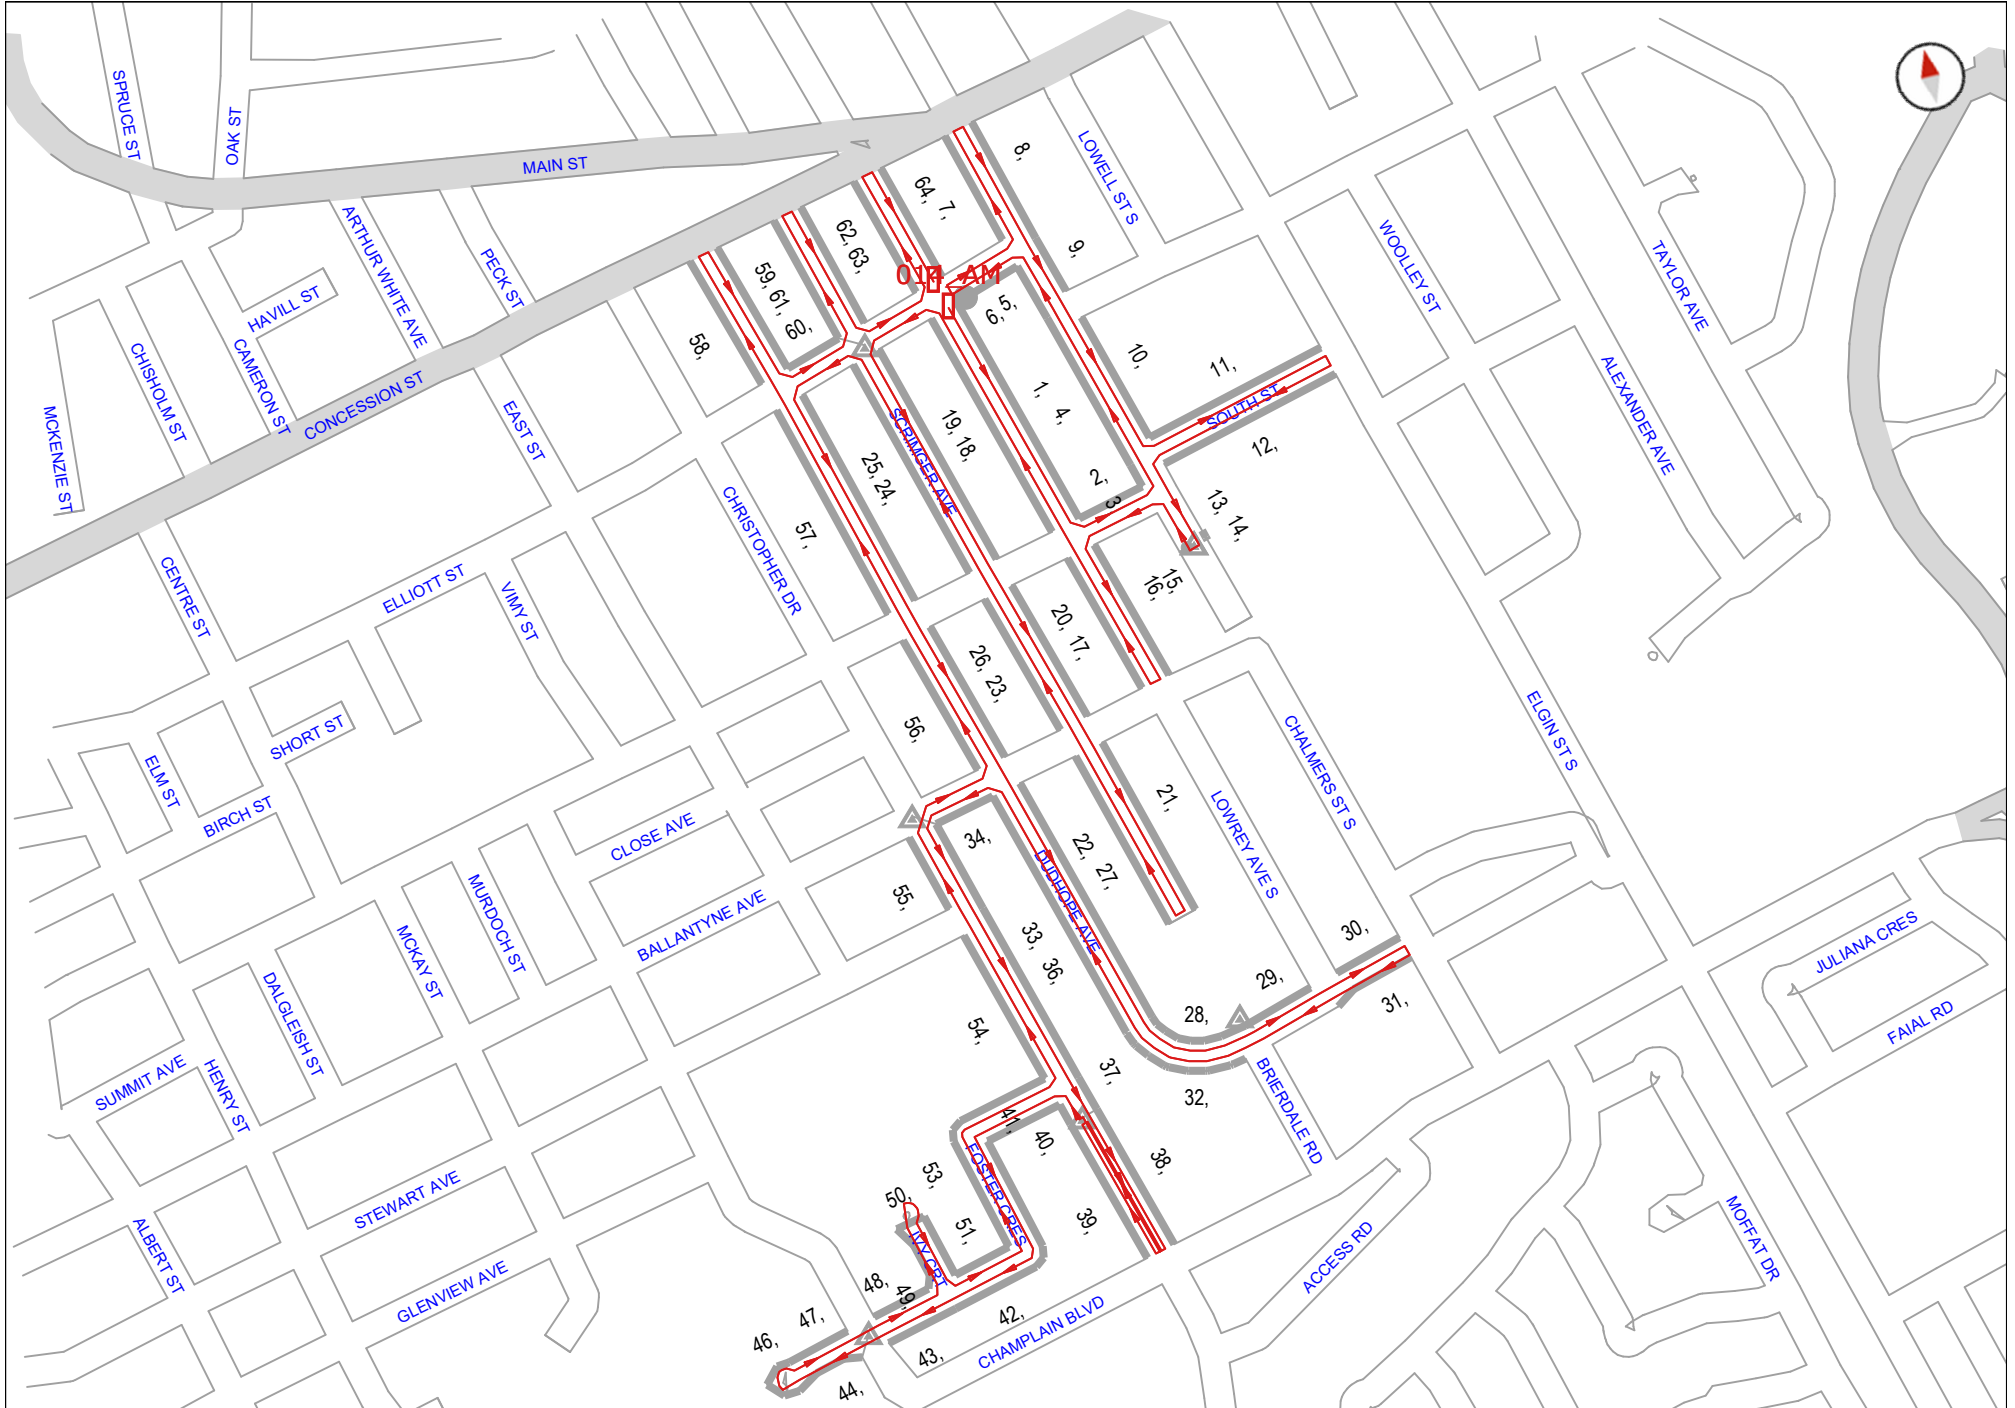 SPRUCE ST
OAK ST
MAIN ST
ARTHUR WHITE AVE
PECK ST
HAVILL ST
CAMERON ST
CHISHOLM ST
MCKENZIE ST
CONCESSION ST
EAST ST
CENTRE ST
ELLIOTT ST
VIMY ST
CHRISTOPHER DR
SHORT ST
ELM ST
BIRCH ST
CLOSE AVE
MURDOCH ST
MCKAY ST
BALLANTYNE AVE
DALGLEISH ST
HENRY ST
SUMMIT AVE
STEWART AVE
ALBERT ST
GLENVIEW AVE
LOWELL ST S
WOOLLEY ST
TAYLOR AVE
ALEXANDER AVE
SOUTH ST
SCRIMGER AVE
DUDHOPE AVE
LOWREY AVE S
CHALMERS ST S
ELGIN ST S
JULIANA CRES
FAIAL RD
BRIERDALE RD
ACCESS RD
MOFFAT DR
FOSTER CRES
IVY CRT
CHAMPLAIN BLVD
014_AM
8,
64, 7,
9,
62, 63,
59, 61,
60,
58,
6, 5,
10,
11,
12,
1, 4,
2,
3
13, 14,
15,
16,
19, 18,
25, 24,
57,
20, 17,
26, 23,
56,
21,
22, 27,
34,
55,
33, 36,
54,
28,
29,
30,
31,
32,
37,
38,
39,
40,
41,
53,
50,
51,
48,
49,
47,
46,
42,
43,
44,